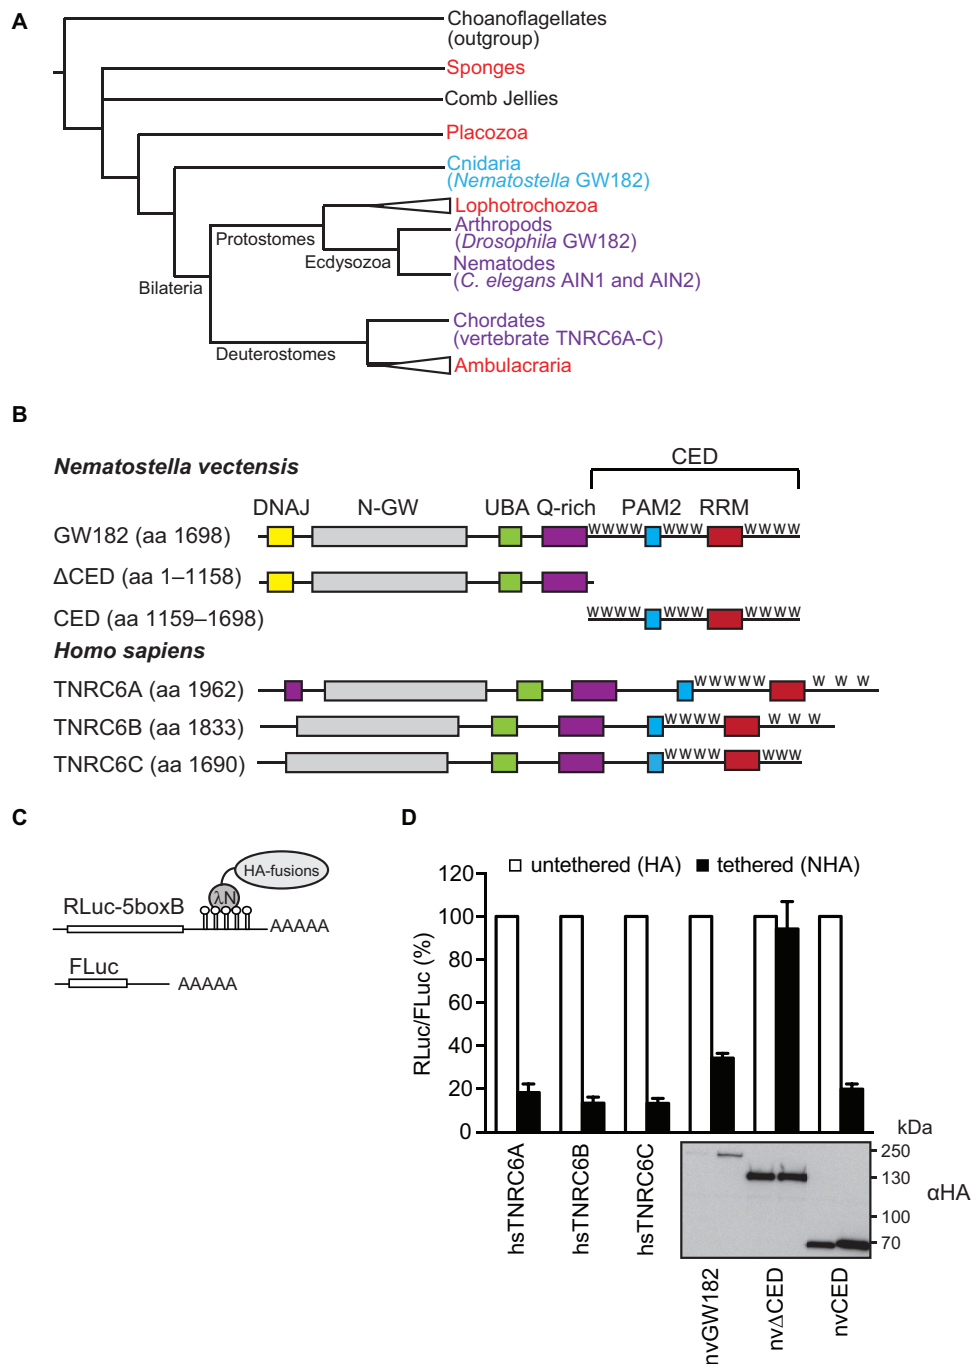 A
Choanoflagellates
(outgroup)
Sponges
Comb Jellies
Placozoa
Cnidaria
(Nematostella GW182)
Lophotrochozoa
Protostomes
Arthropods
(Drosophila GW182)
Ecdysozoa
Nematodes
(C. elegans AIN1 and AIN2)
Bilateria
Chordates
(vertebrate TNRC6A-C)
Deuterostomes
Ambulacraria
B
Nematostella vectensis
CED
DNAJ N-GW UBA Q-rich PAM2 RRM
GW182 (aa 1698) WWWW WWW WWWW
ΔCED (aa 1–1158)
CED (aa 1159–1698) WWWW WWW WWWW
Homo sapiens
TNRC6A (aa 1962) WWWWW W W W
TNRC6B (aa 1833) WWWW W W W
TNRC6C (aa 1690) WWWW WWW
C
HA-fusions
λN
RLuc-5boxB
AAAAA
FLuc
AAAAA
D
untethered (HA) tethered (NHA)
RLuc/FLuc (%)
120
100
80
60
40
20
0
kDa
250
130
100
70
αHA
hsTNRC6A
hsTNRC6B
hsTNRC6C
nvGW182
nvΔCED
nvCED